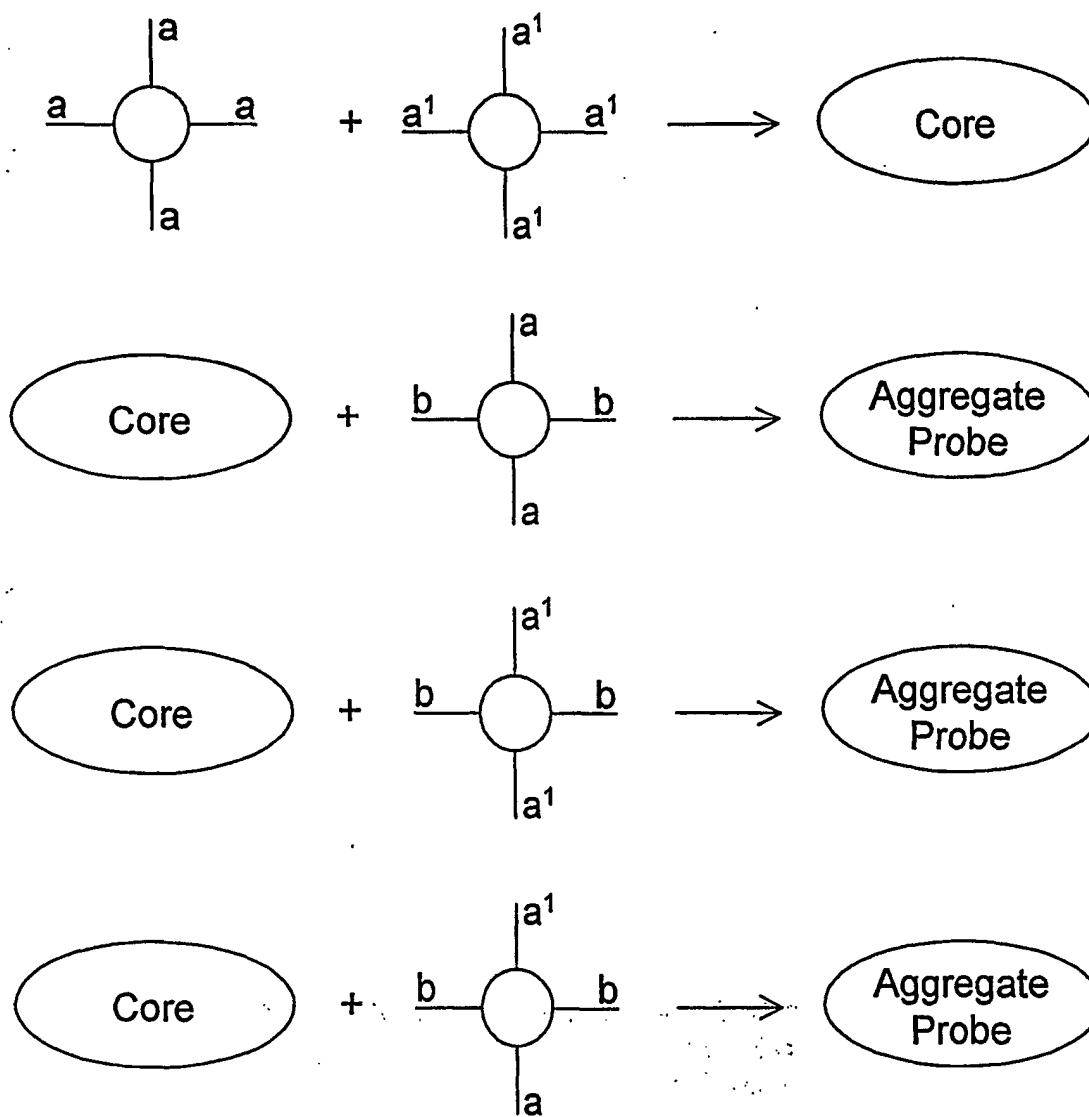 a a¹
a a + a¹ a¹ → Core
a a¹
a
Core + b b → Aggregate Probe
a
a¹
Core + b b → Aggregate Probe
a¹
a¹
Core + b b → Aggregate Probe
a